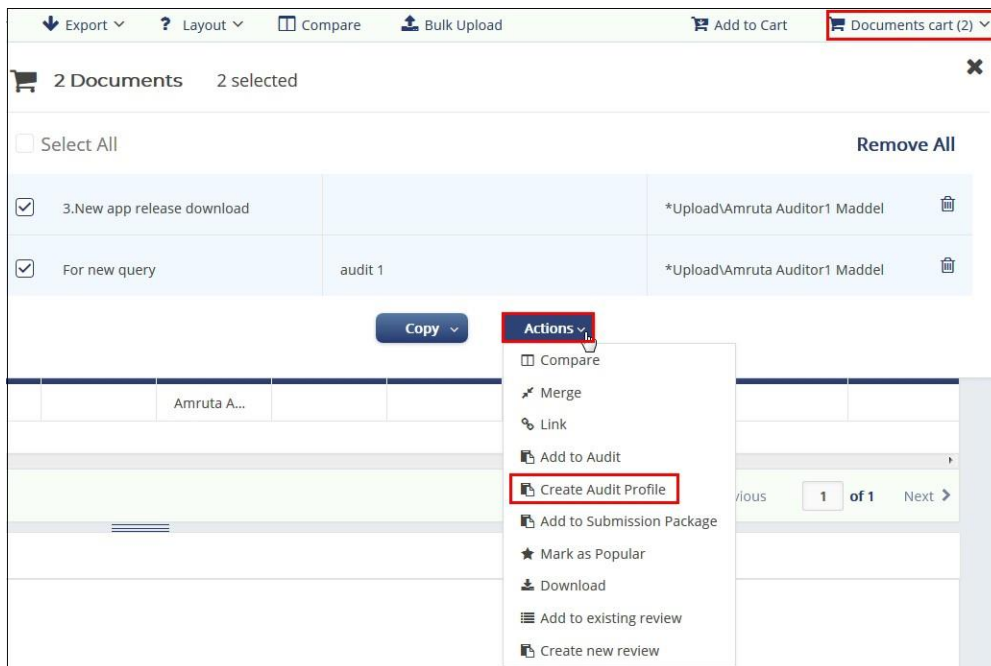 Export ? Layout Compare Bulk Upload Add to Cart Documents cart (2)
2 Documents 2 selected
Select All Remove All
3.New app release download *Upload\Amruta Auditor1 Maddel
For new query audit 1 *Upload\Amruta Auditor1 Maddel
Copy Actions
Compare
Amruta A...
Merge
Link
Add to Audit
Create Audit Profile
vious 1 of 1 Next
Add to Submission Package
Mark as Popular
Download
Add to existing review
Create new review